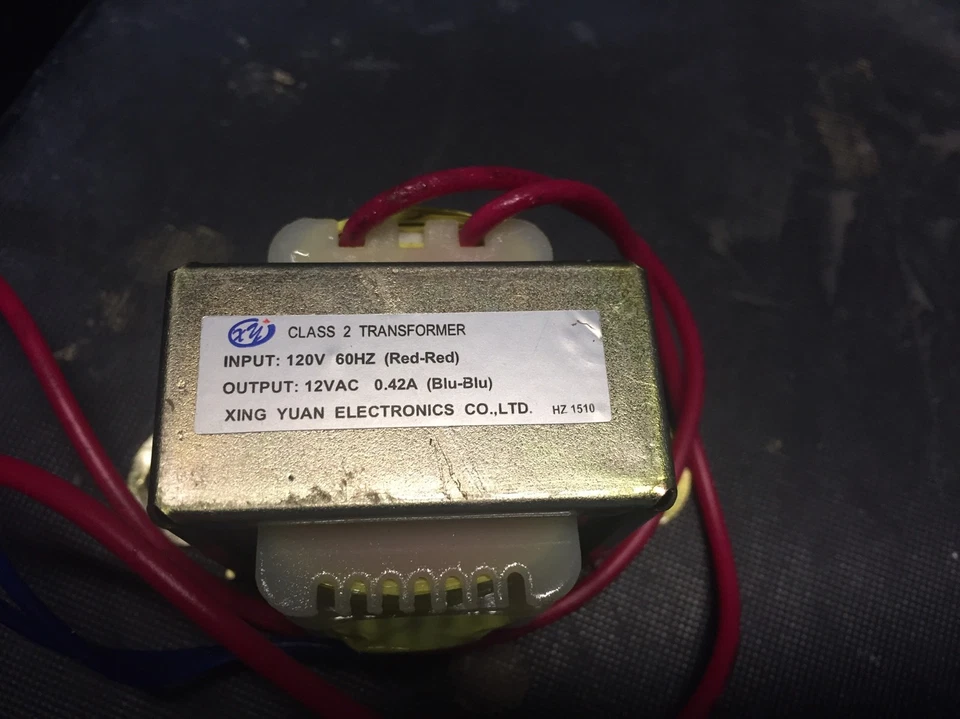 XY CLASS 2 TRANSFORMER
INPUT: 120V 60HZ (Red-Red)
OUTPUT: 12VAC 0.42A (Blu-Blu)
XING YUAN ELECTRONICS CO.,LTD. HZ 1510